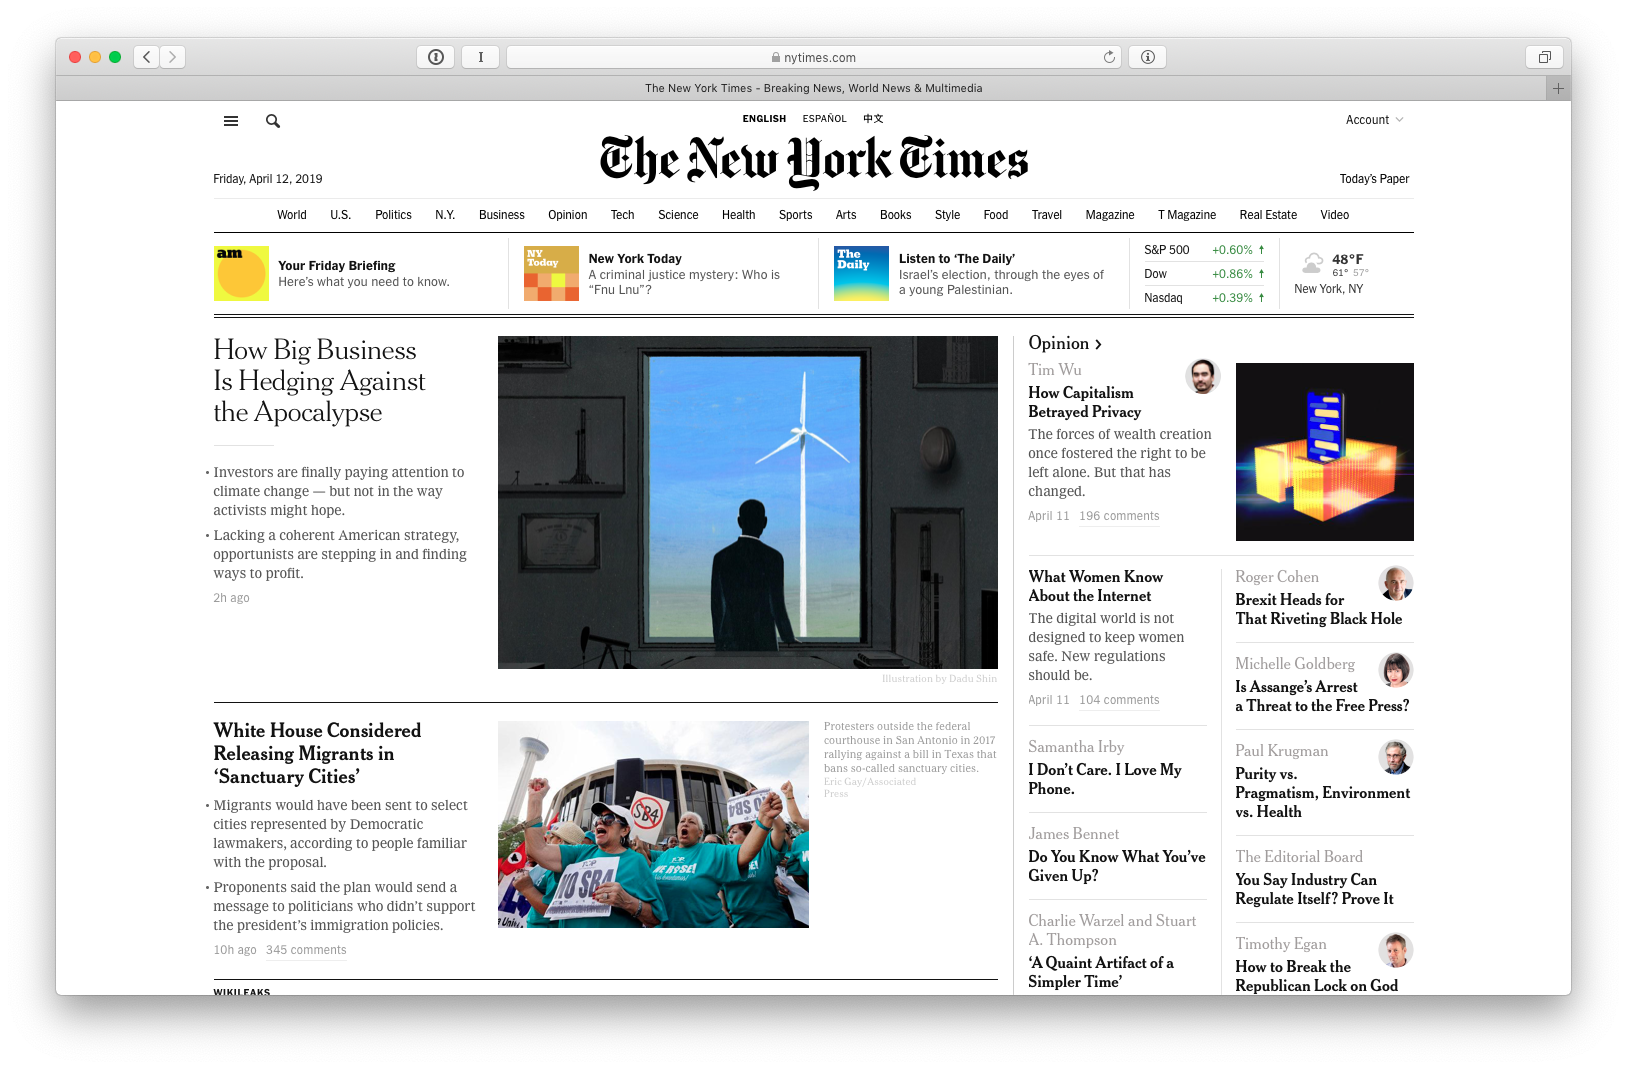 nytimes.com
The New York Times - Breaking News, World News & Multimedia
ENGLISH ESPAÑOL 中文
Account
The New York Times
Friday, April 12, 2019
Today's Paper
World U.S. Politics N.Y. Business Opinion Tech Science Health Sports Arts Books Style Food Travel Magazine T Magazine Real Estate Video
am
Your Friday Briefing
Here's what you need to know.
NY
Today
New York Today
A criminal justice mystery: Who is
“Fnu Lnu”?
The
Daily
Listen to ‘The Daily’
Israel's election, through the eyes of
a young Palestinian.
S&P 500 +0.60% ↑
Dow +0.86% ↑
Nasdaq +0.39% ↑
48°F
61° 57°
New York, NY
How Big Business
Is Hedging Against
the Apocalypse
• Investors are finally paying attention to
climate change — but not in the way
activists might hope.
• Lacking a coherent American strategy,
opportunists are stepping in and finding
ways to profit.
2h ago
Illustration by Dadu Shin
White House Considered
Releasing Migrants in
‘Sanctuary Cities’
• Migrants would have been sent to select
cities represented by Democratic
lawmakers, according to people familiar
with the proposal.
• Proponents said the plan would send a
message to politicians who didn’t support
the president’s immigration policies.
10h ago 345 comments
SB4
NO SB4
Protesters outside the federal
courthouse in San Antonio in 2017
rallying against a bill in Texas that
bans so-called sanctuary cities.
Eric Gay/Associated
Press
WIKILEAKS
Opinion ›
Tim Wu
How Capitalism
Betrayed Privacy
The forces of wealth creation
once fostered the right to be
left alone. But that has
changed.
April 11 196 comments
What Women Know
About the Internet
The digital world is not
designed to keep women
safe. New regulations
should be.
April 11 104 comments
Samantha Irby
I Don’t Care. I Love My
Phone.
James Bennet
Do You Know What You’ve
Given Up?
Charlie Warzel and Stuart
A. Thompson
‘A Quaint Artifact of a
Simpler Time’
Roger Cohen
Brexit Heads for
That Riveting Black Hole
Michelle Goldberg
Is Assange’s Arrest
a Threat to the Free Press?
Paul Krugman
Purity vs.
Pragmatism, Environment
vs. Health
The Editorial Board
You Say Industry Can
Regulate Itself? Prove It
Timothy Egan
How to Break the
Republican Lock on God